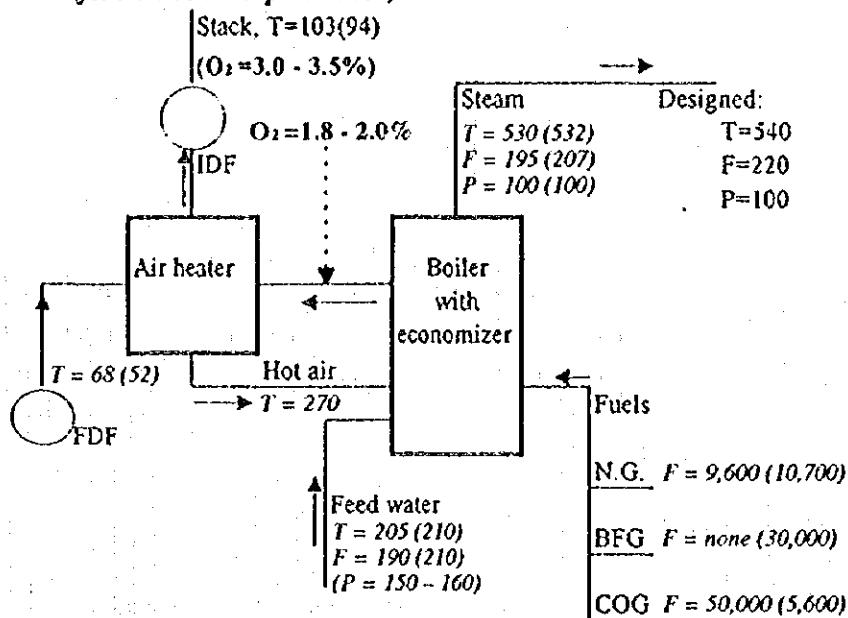 Stack, T=103(94)
(O₂=3.0 - 3.5%)
O₂=1.8 - 2.0%
IDF
Steam
T = 530 (532)
F = 195 (207)
P = 100 (100)
Designed:
T=540
F=220
P=100
Air heater
Boiler
with
economizer
T = 68 (52)
FDF
Hot air
T = 270
Fuels
Feed water
T = 205 (210)
F = 190 (210)
(P = 150 – 160)
N.G. F = 9,600 (10,700)
BFG F = none (30,000)
COG F = 50,000 (5,600)